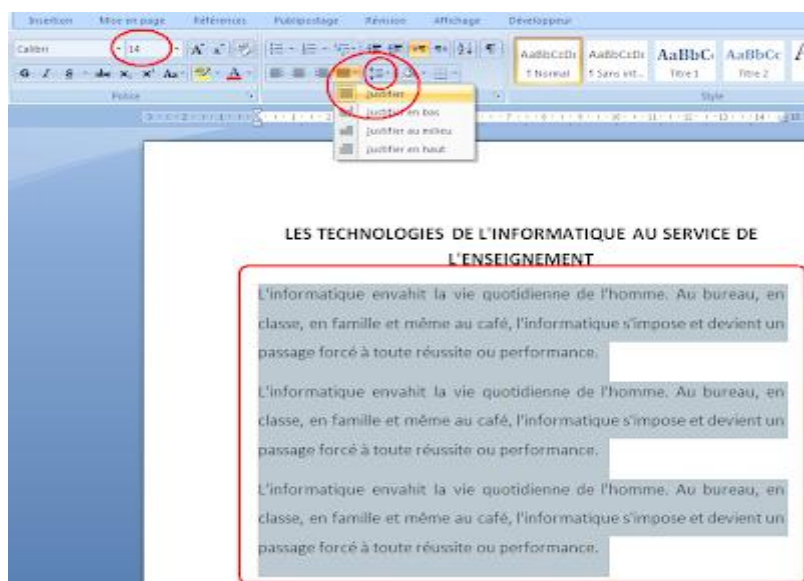 Insertion Mise en page Références Publipostage Révision Affichage Développeur
Calibri 14
G I S abc x₂ x² Aa A
AaBbCcDc AaBbCcDc AaBbC AaBbCc
¶ Normal ¶ Sans int... Titre 1 Titre 2
Police Style
Justifier
Justifier en bas
Justifier au milieu
Justifier en haut
LES TECHNOLOGIES DE L'INFORMATIQUE AU SERVICE DE
L'ENSEIGNEMENT
L'informatique envahit la vie quotidienne de l'homme. Au bureau, en
classe, en famille et même au café, l'informatique s'impose et devient un
passage forcé à toute réussite ou performance.
L'informatique envahit la vie quotidienne de l'homme. Au bureau, en
classe, en famille et même au café, l'informatique s'impose et devient un
passage forcé à toute réussite ou performance.
L'informatique envahit la vie quotidienne de l'homme. Au bureau, en
classe, en famille et même au café, l'informatique s'impose et devient un
passage forcé à toute réussite ou performance.